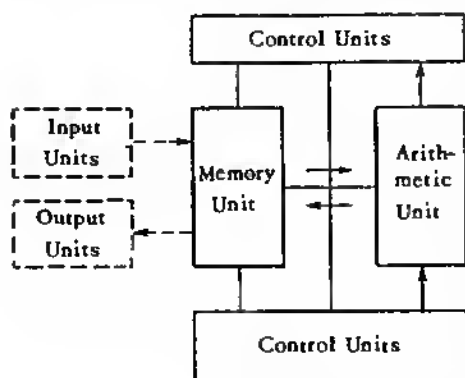 Control Units
Input
Units
Output
Units
Memory
Unit
Arith-
metic
Unit
Control Units